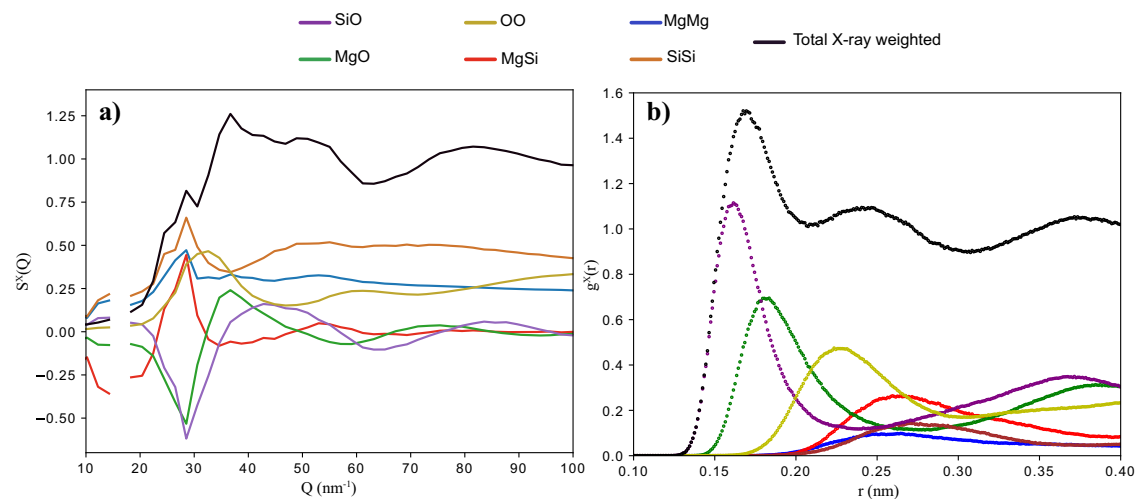 SiO OO MgMg
MgO MgSi SiSi Total X-ray weighted
a)
S^X(Q)
1.25
1.00
0.75
0.50
0.25
0.00
−0.25
−0.50
10 20 30 40 50 60 70 80 90 100
Q (nm⁻¹)
b)
g^X(r)
1.6
1.4
1.2
1.0
0.8
0.6
0.4
0.2
0.0
0.10 0.15 0.20 0.25 0.30 0.35 0.40
r (nm)